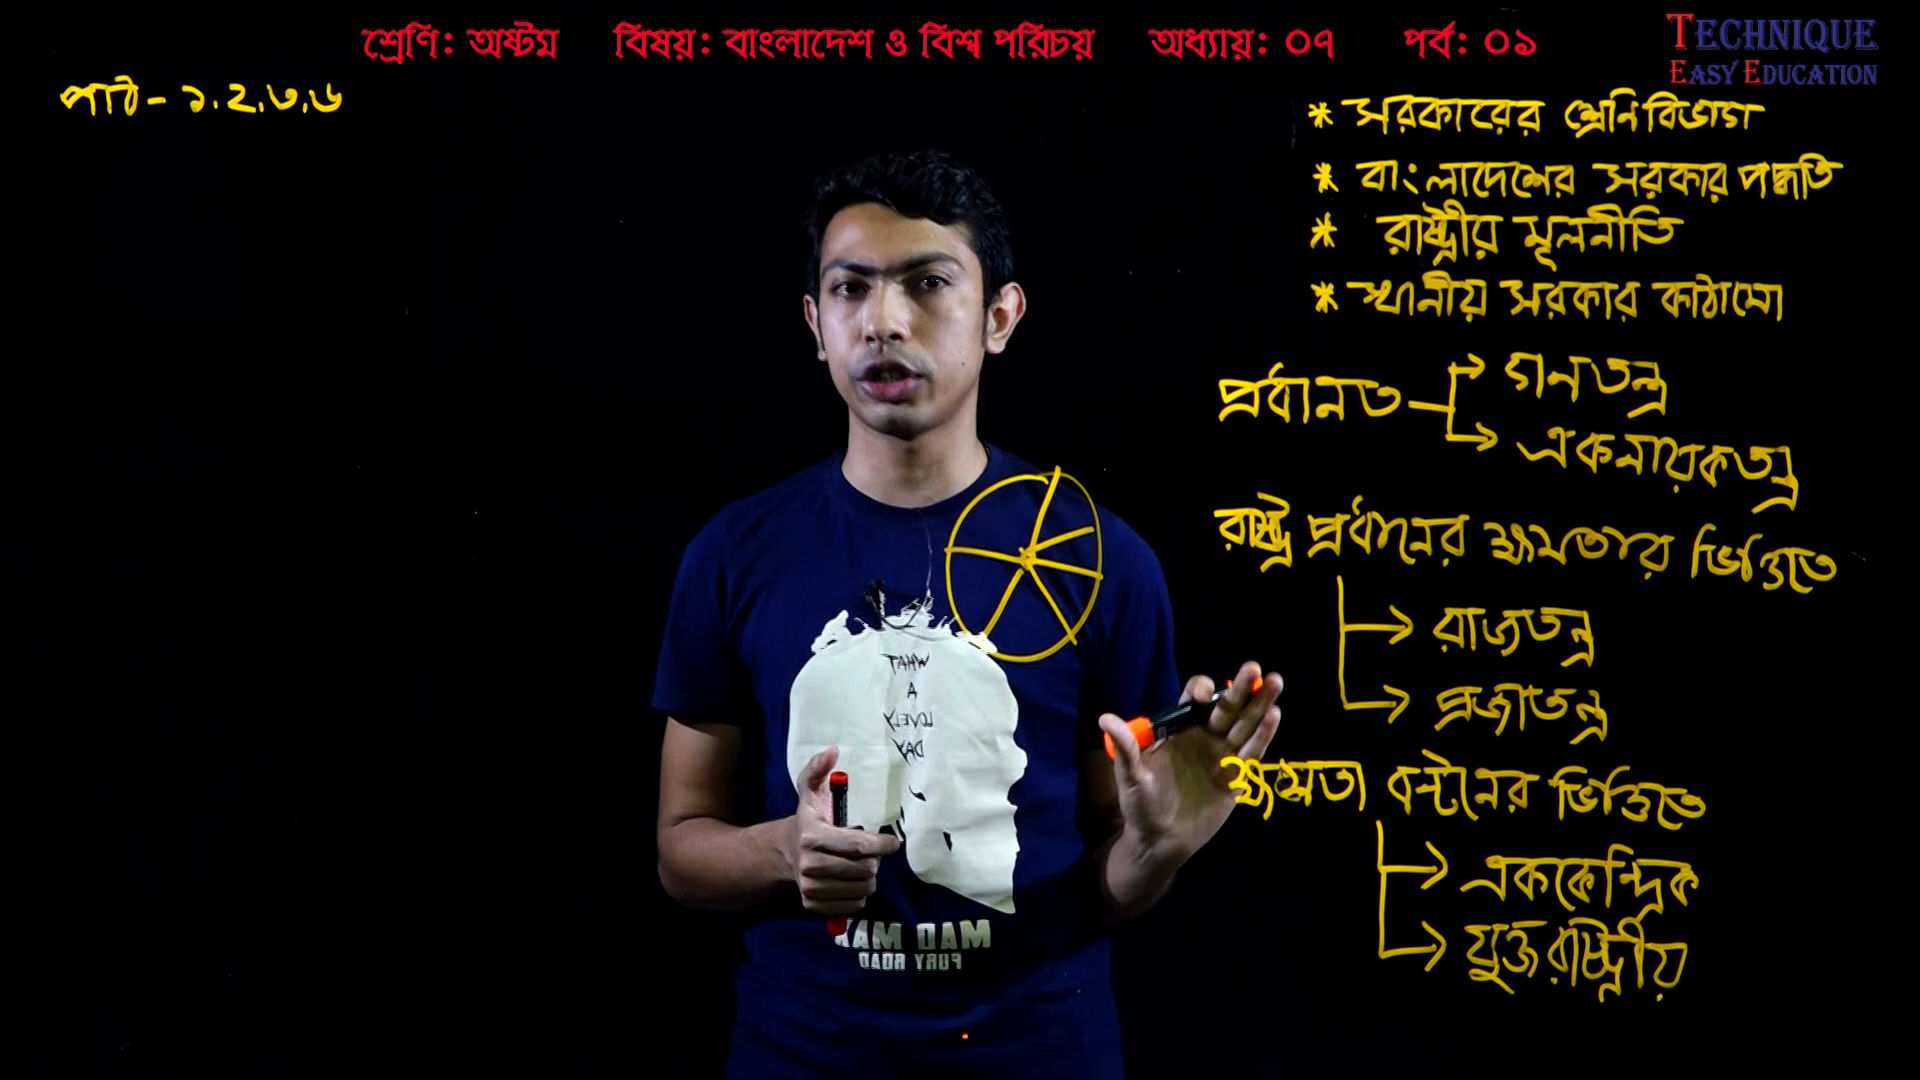 শ্রেণি: অষ্টম বিষয়: বাংলাদেশ ও বিশ্ব পরিচয় অধ্যায়: ০৭ পর্ব: ০১
TECHNIQUE
EASY EDUCATION
পাঠ - ১.২.৩.৬
* সরকারের শ্রেনিবিভাগ
* বাংলাদেশের সরকার পদ্ধতি
* রাষ্ট্রীয় মূলনীতি
* স্থানীয় সরকার কাঠামো
প্রধানত → গনতন্ত্র
→ একনায়কতন্ত্র
রাষ্ট্র প্রধানের ক্ষমতার ভিত্তিতে
→ রাজতন্ত্র
→ প্রজাতন্ত্র
ক্ষমতা বন্টনের ভিত্তিতে
→ এককেন্দ্রিক
→ যুক্তরাষ্ট্রীয়
WHAT
A
LOVELY
DAY
MAD MAX
FURY ROAD